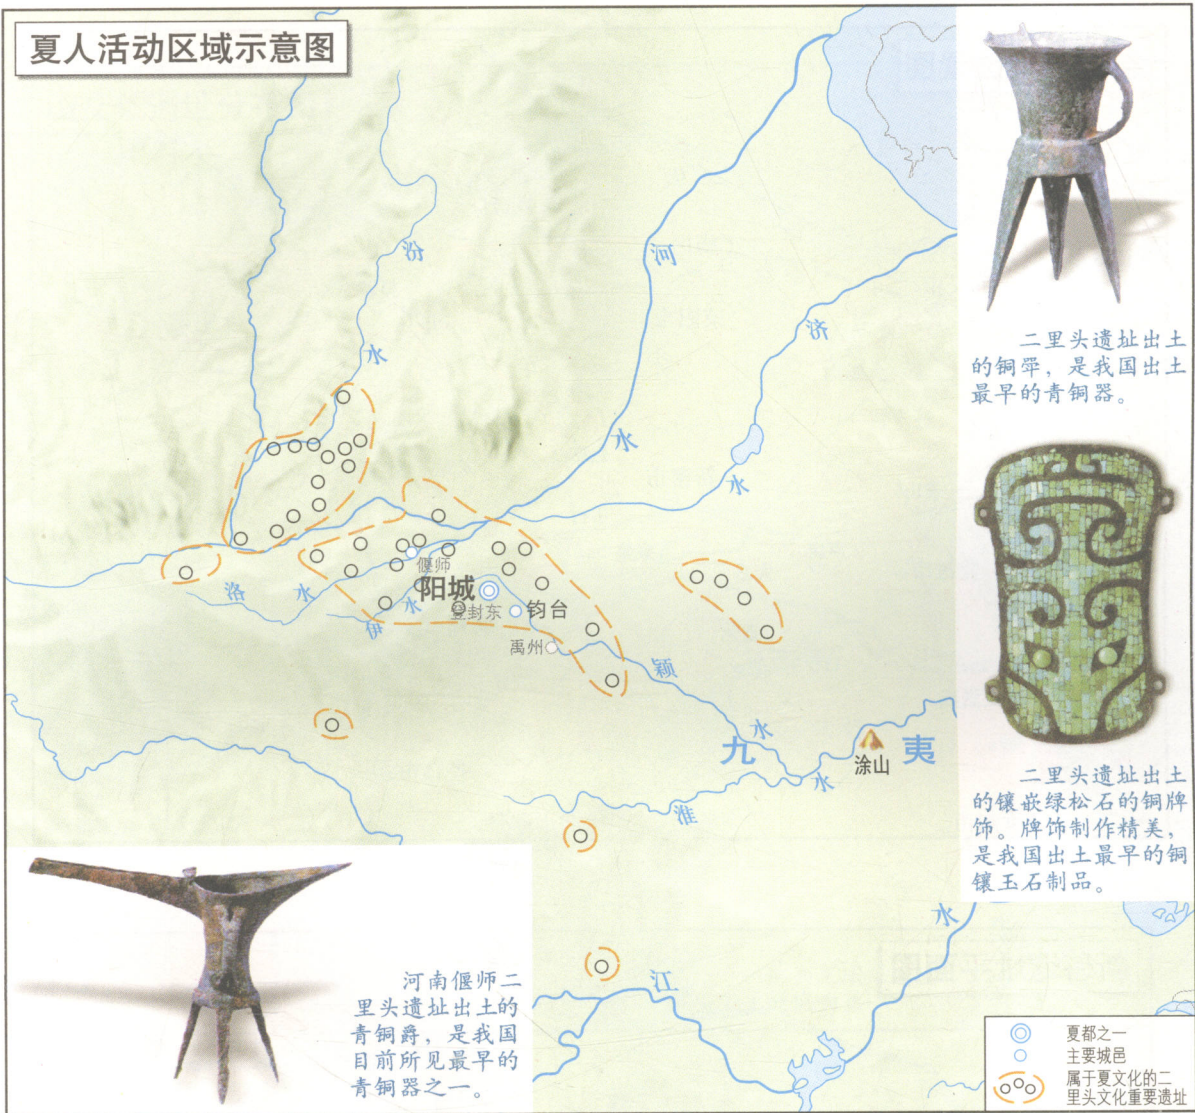 夏人活动区域示意图
二里头遗址出土
的铜斝，是我国出土
最早的青铜器。
汾
水
河
水
济
水
洛
水
伊
水
偃师
阳城
登封东
钧台
禹州
颍
水
九夷
涂山
淮
水
二里头遗址出土
的镶嵌绿松石的铜牌
饰。牌饰制作精美，
是我国出土最早的铜
镶玉石制品。
江
水
河南偃师二
里头遗址出土的
青铜爵，是我国
目前所见最早的
青铜器之一。
夏都之一
主要城邑
属于夏文化的二
里头文化重要遗址